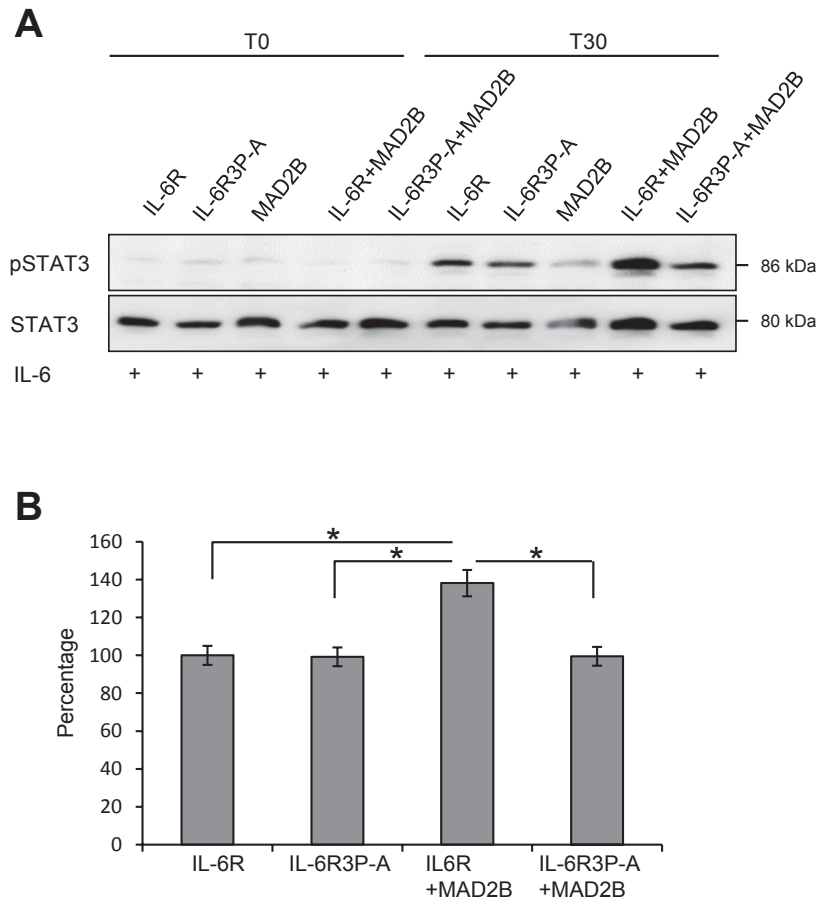 A
T0
T30
IL-6R
IL-6R3P-A
MAD2B
IL-6R+MAD2B
IL-6R3P-A+MAD2B
IL-6R
IL-6R3P-A
MAD2B
IL-6R+MAD2B
IL-6R3P-A+MAD2B
pSTAT3
86 kDa
STAT3
80 kDa
IL-6 + + + + + + + + + +
B
160
140
120
100
80
60
40
20
0
Percentage
*
* *
IL-6R
IL-6R3P-A
IL6R
+MAD2B
IL-6R3P-A
+MAD2B